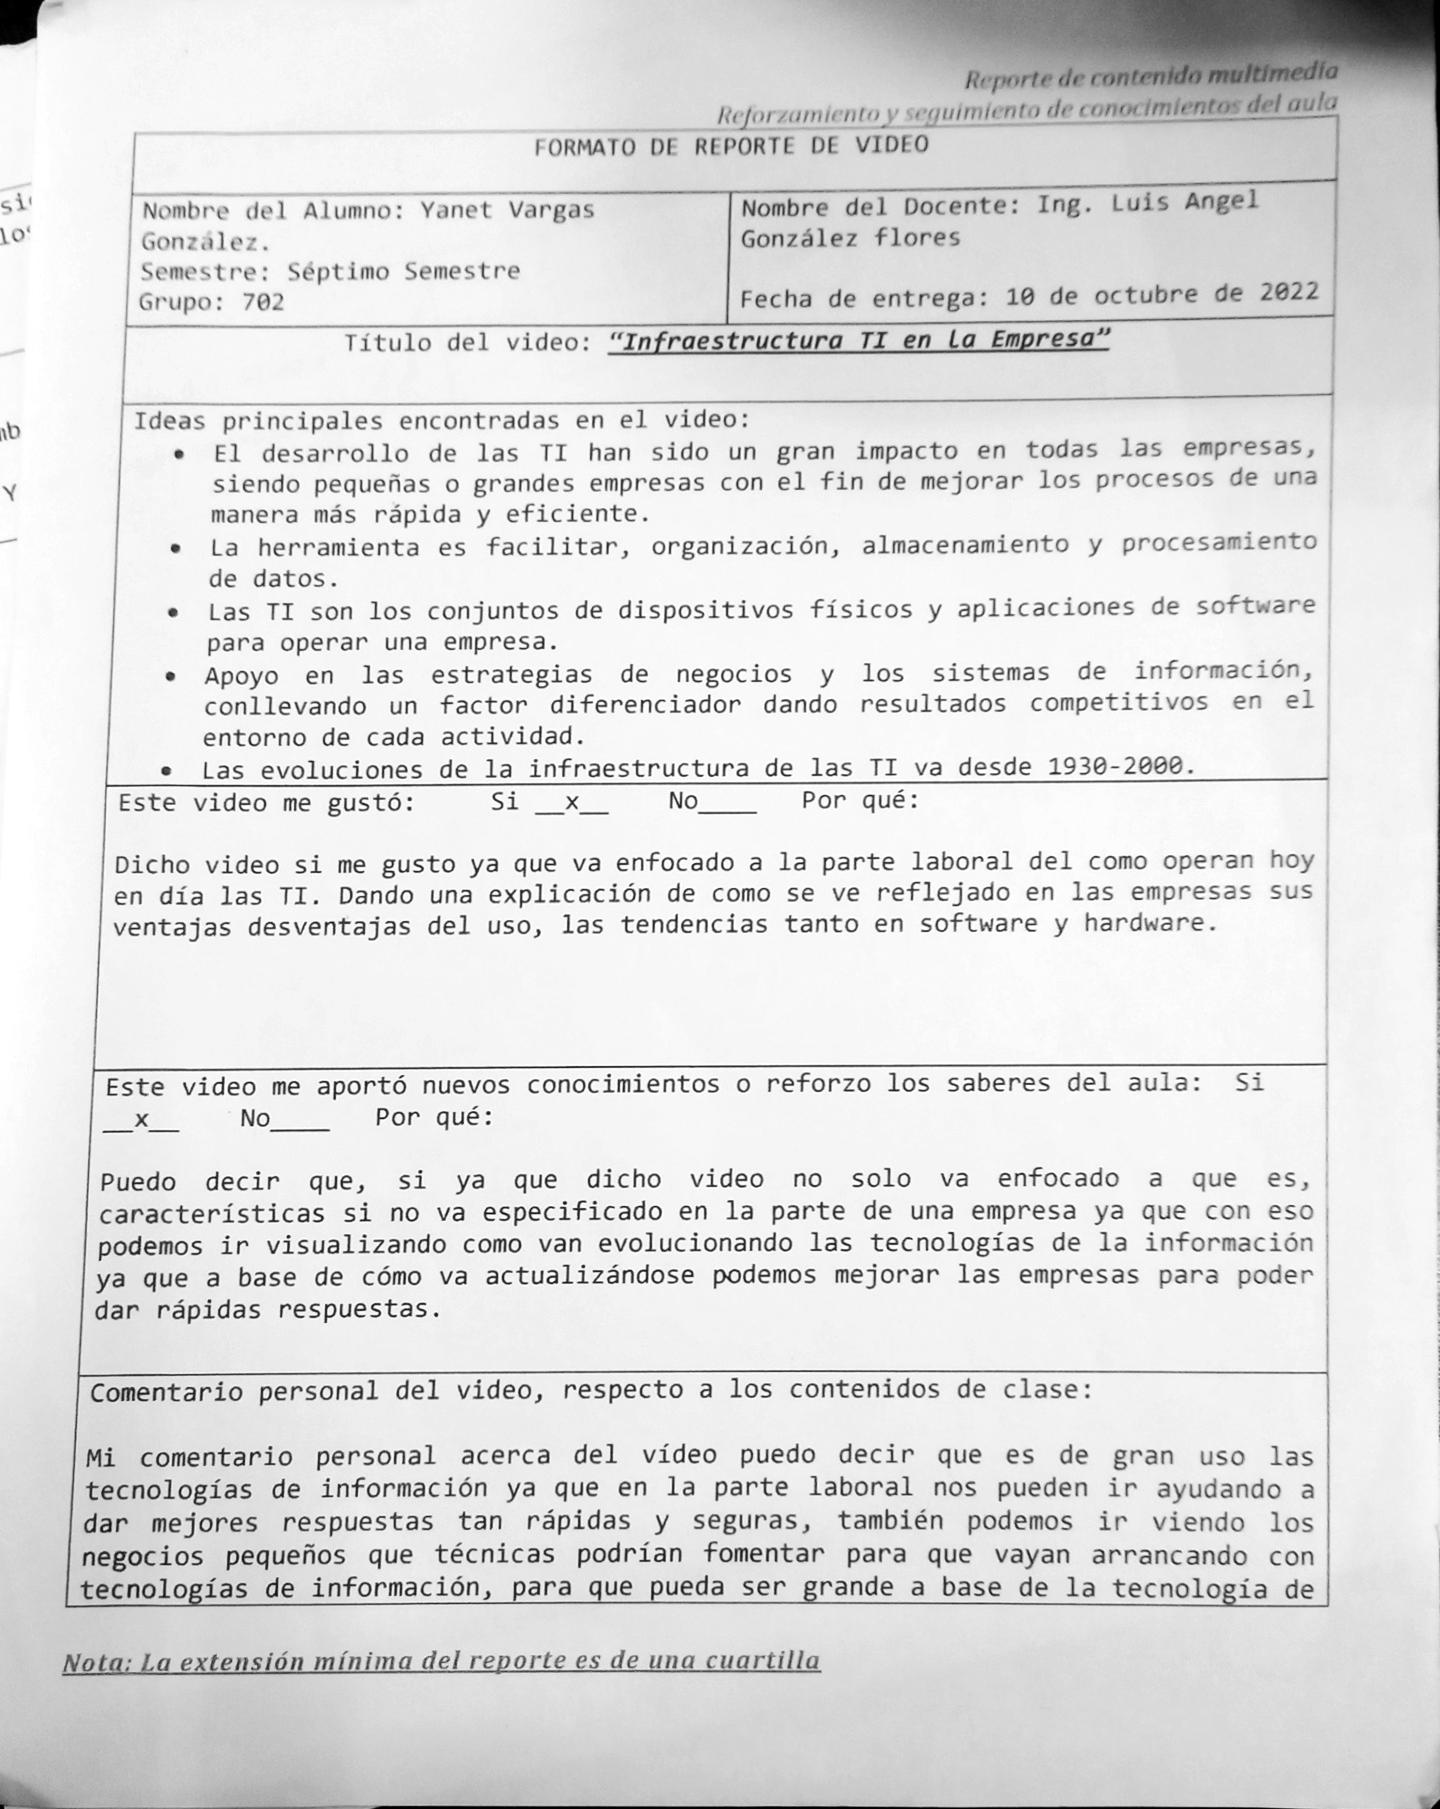 Reporte de contenido multimedia
Reforzamiento y seguimiento de conocimientos del aula
FORMATO DE REPORTE DE VIDEO
Nombre del Alumno: Yanet Vargas
González.
Semestre: Séptimo Semestre
Grupo: 702
Nombre del Docente: Ing. Luis Angel
González flores
Fecha de entrega: 10 de octubre de 2022
Título del video: “Infraestructura TI en la Empresa”
Ideas principales encontradas en el video:
• El desarrollo de las TI han sido un gran impacto en todas las empresas,
siendo pequeñas o grandes empresas con el fin de mejorar los procesos de una
manera más rápida y eficiente.
• La herramienta es facilitar, organización, almacenamiento y procesamiento
de datos.
• Las TI son los conjuntos de dispositivos físicos y aplicaciones de software
para operar una empresa.
• Apoyo en las estrategias de negocios y los sistemas de información,
conllevando un factor diferenciador dando resultados competitivos en el
entorno de cada actividad.
• Las evoluciones de la infraestructura de las TI va desde 1930-2000.
Este video me gustó: Si __x__ No____ Por qué:
Dicho video si me gusto ya que va enfocado a la parte laboral del como operan hoy
en día las TI. Dando una explicación de como se ve reflejado en las empresas sus
ventajas desventajas del uso, las tendencias tanto en software y hardware.
Este video me aportó nuevos conocimientos o reforzo los saberes del aula: Si
__x__ No____ Por qué:
Puedo decir que, si ya que dicho video no solo va enfocado a que es,
características si no va especificado en la parte de una empresa ya que con eso
podemos ir visualizando como van evolucionando las tecnologías de la información
ya que a base de cómo va actualizándose podemos mejorar las empresas para poder
dar rápidas respuestas.
Comentario personal del video, respecto a los contenidos de clase:
Mi comentario personal acerca del vídeo puedo decir que es de gran uso las
tecnologías de información ya que en la parte laboral nos pueden ir ayudando a
dar mejores respuestas tan rápidas y seguras, también podemos ir viendo los
negocios pequeños que técnicas podrían fomentar para que vayan arrancando con
tecnologías de información, para que pueda ser grande a base de la tecnología de
Nota: La extensión mínima del reporte es de una cuartilla